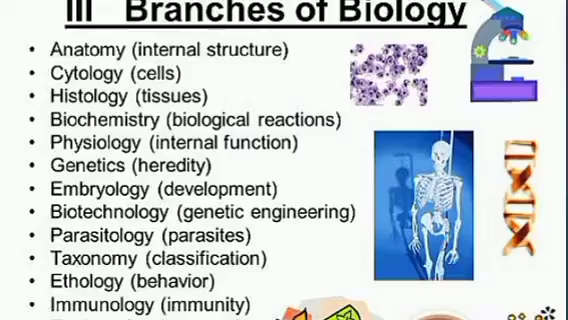 III Branches of Biology
• Anatomy (internal structure)
• Cytology (cells)
• Histology (tissues)
• Biochemistry (biological reactions)
• Physiology (internal function)
• Genetics (heredity)
• Embryology (development)
• Biotechnology (genetic engineering)
• Parasitology (parasites)
• Taxonomy (classification)
• Ethology (behavior)
• Immunology (immunity)